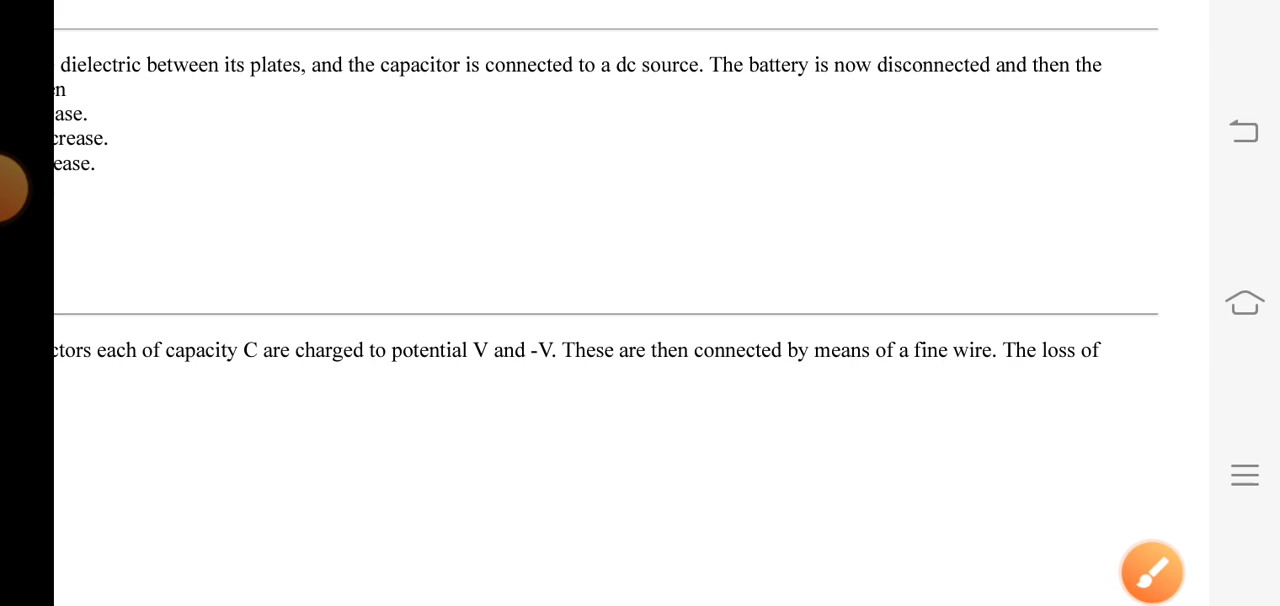 dielectric between its plates, and the capacitor is connected to a dc source. The battery is now disconnected and then the
n
ase.
crease.
ease.
ctors each of capacity C are charged to potential V and -V. These are then connected by means of a fine wire. The loss of